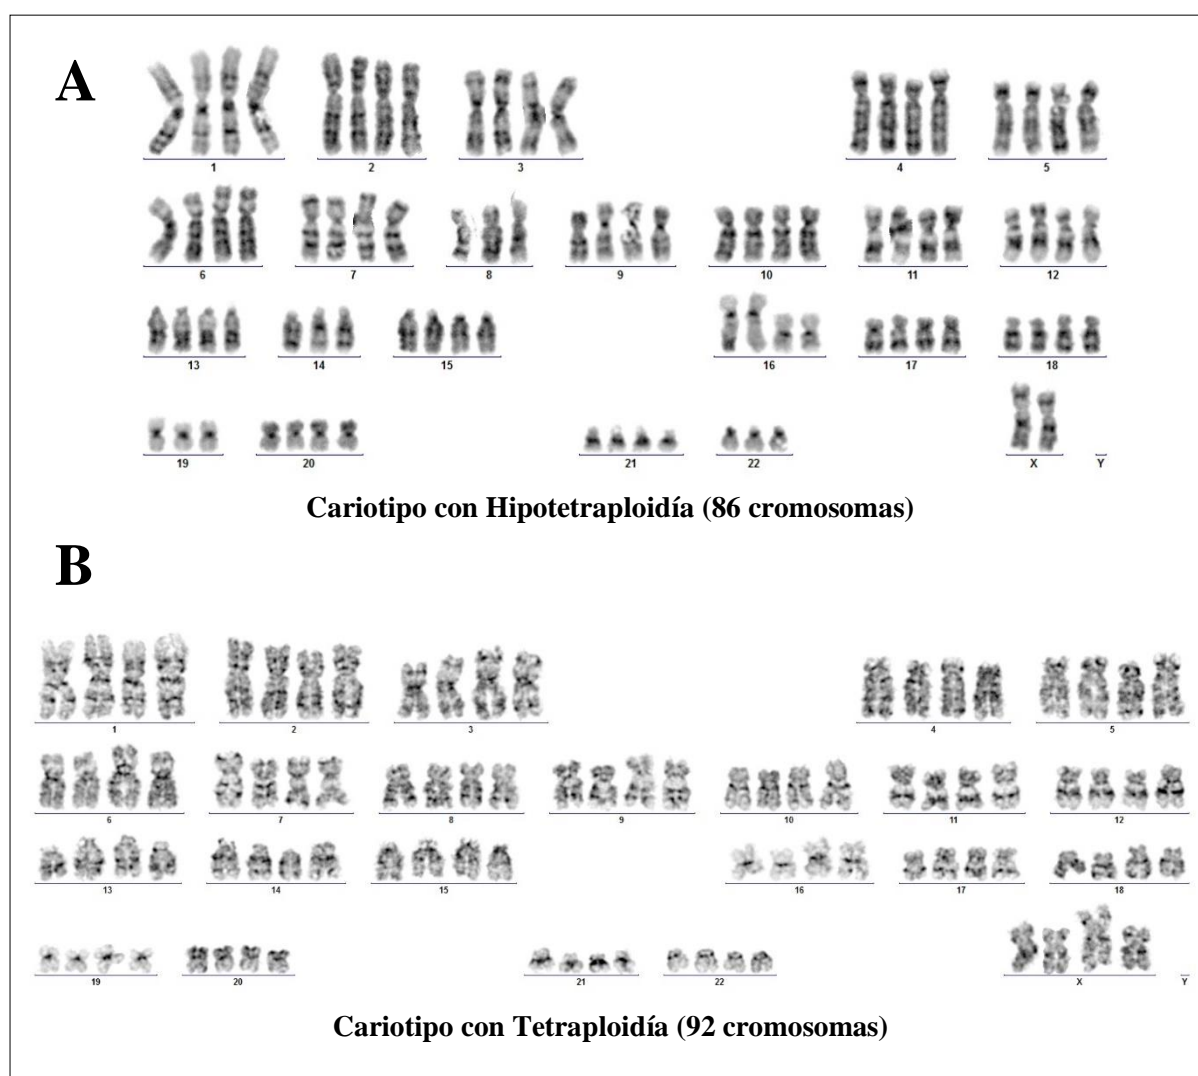 A
1 2 3 4 5
6 7 8 9 10 11 12
13 14 15 16 17 18
19 20 21 22 X Y
Cariotipo con Hipotetraploidía (86 cromosomas)
B
1 2 3 4 5
6 7 8 9 10 11 12
13 14 15 16 17 18
19 20 21 22 X Y
Cariotipo con Tetraploidía (92 cromosomas)